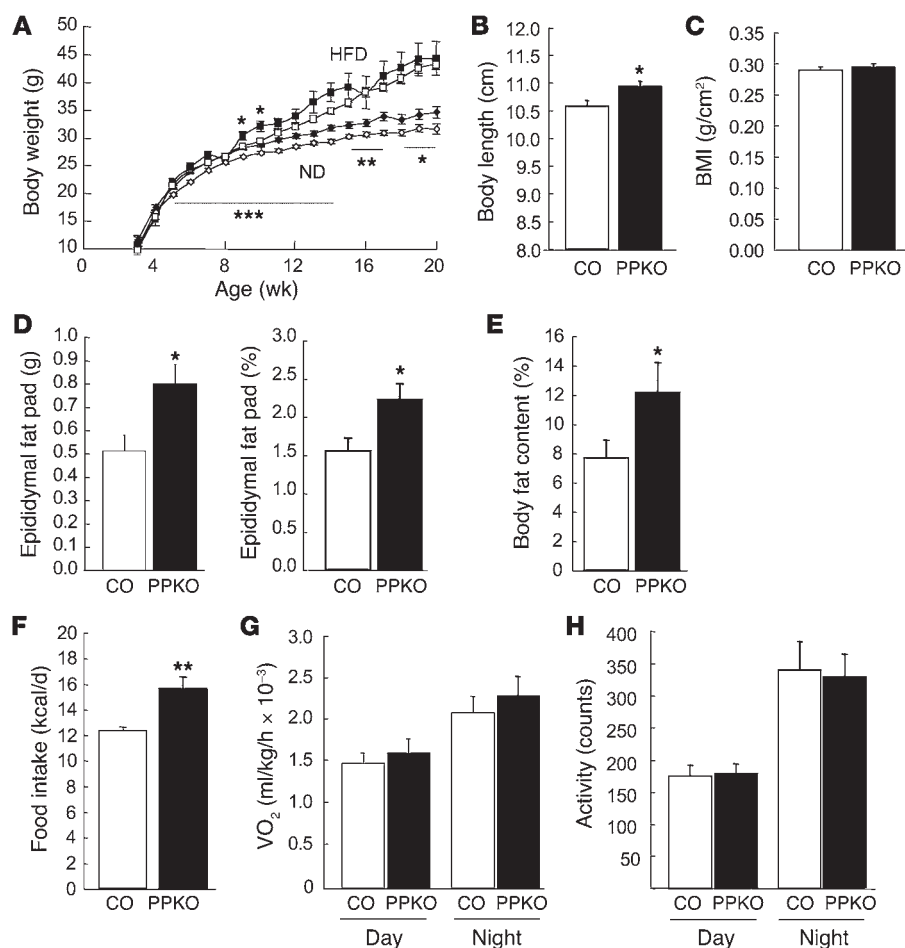 A
Body weight (g)
50
45
40
35
30
25
20
15
10
HFD
ND
* *
***
**
*
0 4 8 12 16 20
Age (wk)
B
Body length (cm)
12.0
11.5
11.0
10.5
10.0
9.5
9.0
8.5
8.0
*
CO PPKO
C
BMI (g/cm²)
0.35
0.30
0.25
0.20
0.15
0.10
0.05
0.00
CO PPKO
D
Epididymal fat pad (g)
1.0
0.9
0.8
0.7
0.6
0.5
0.4
0.3
0.2
0.1
0.0
*
CO PPKO
Epididymal fat pad (%)
3.0
2.5
2.0
1.5
1.0
0.5
0.0
*
CO PPKO
E
Body fat content (%)
16
14
12
10
8
6
4
2
0
*
CO PPKO
F
Food intake (kcal/d)
20
18
16
14
12
10
8
6
4
2
0
**
CO PPKO
G
VO₂ (ml/kg/h × 10⁻³)
3.0
2.5
2.0
1.5
1.0
0.5
0
CO PPKO CO PPKO
Day Night
H
Activity (counts)
400
350
300
250
200
150
100
50
CO PPKO CO PPKO
Day Night